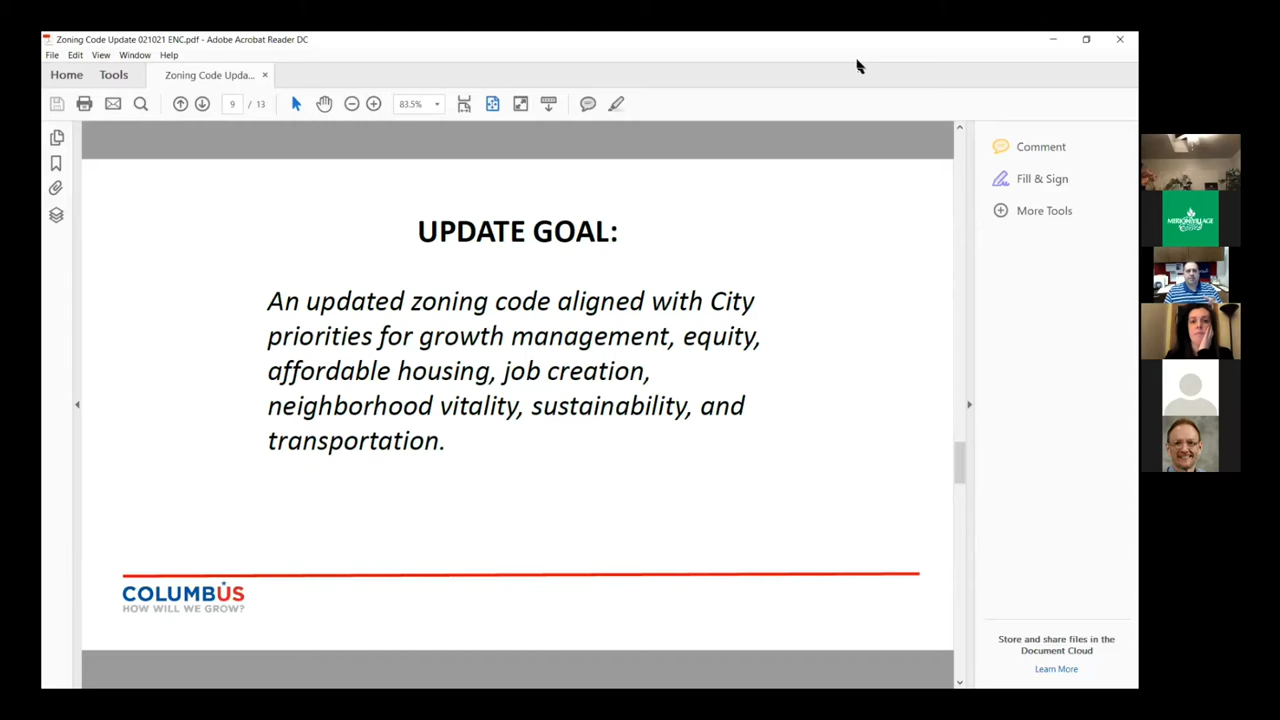 Zoning Code Update 021021 ENC.pdf - Adobe Acrobat Reader DC
File Edit View Window Help
Home Tools Zoning Code Upda... ×
9 / 13 83.5%
Comment
Fill & Sign
More Tools
UPDATE GOAL:
An updated zoning code aligned with City
priorities for growth management, equity,
affordable housing, job creation,
neighborhood vitality, sustainability, and
transportation.
COLUMBUS
HOW WILL WE GROW?
Store and share files in the
Document Cloud
Learn More
MERION VILLAGE